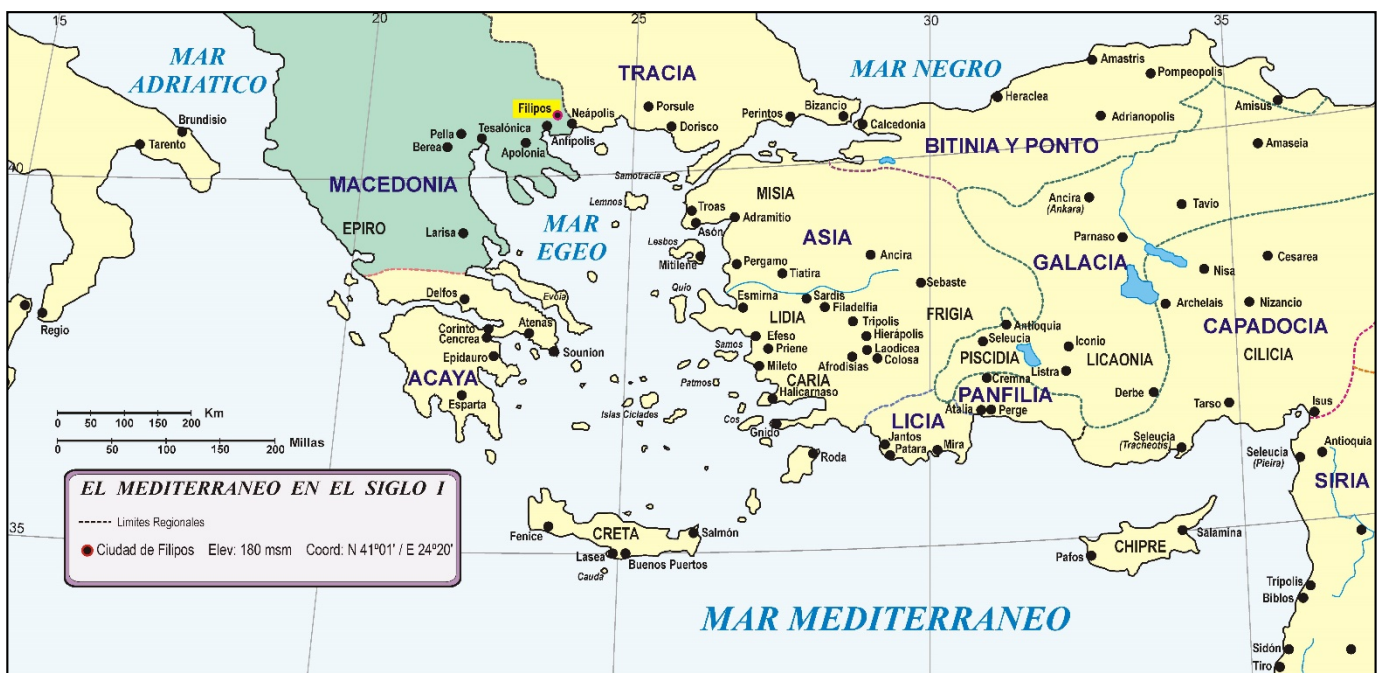 15
20
25
30
35
MAR
ADRIATICO
MAR NEGRO
TRACIA
Amastris
Pompeopolis
Heraclea
Amisus
Filipos
Neápolis
Porsule
Perintos
Bizancio
Brundisio
Pella
Tesalónica
Dorisco
Calcedonia
Adrianopolis
Tarento
Berea
Apolonia
Anfípolis
BITINIA Y PONTO
Amaseia
40
MACEDONIA
Samotracia
MISIA
Lemnos
Troas
Ancira
(Ankara)
Tavio
MAR
EGEO
Adramitio
Asón
EPIRO
Larisa
ASIA
Parnaso
Lesbos
Mitilene
Pergamo
Ancira
GALACIA
Cesarea
Tiatira
Nisa
Delfos
Evoia
Quío
Sebaste
Esmirna
Sardis
Archelais
Nizancio
Regio
LIDIA
Filadelfia
FRIGIA
Corinto
Atenas
Tripolis
Antioquia
CAPADOCIA
Cencrea
Efeso
Hierápolis
Seleucia
Iconio
Sounion
Samos
Priene
Laodicea
PISCIDIA
LICAONIA
CILICIA
Epidauro
Mileto
Afrodisias
Colosa
Listra
ACAYA
Patmos
CARIA
Cremna
Esparta
Halicarnaso
PANFILIA
Derbe
Islas Ciclades
Atalia
Perge
Tarso
Isus
0 50 100 150 200 Km
Cos
Gnido
LICIA
0 50 100 150 200 Millas
Jantos
Mira
Seleucia
(Tracheotis)
Antioquia
Roda
Patara
Seleucia
(Pieira)
SIRIA
EL MEDITERRANEO EN EL SIGLO I
Limites Regionales
Ciudad de Filipos Elev: 180 msm Coord: N 41º01' / E 24º20'
35
Fenice
CRETA
Salmón
Salamina
CHIPRE
Lasea
Buenos Puertos
Pafos
Cauda
Trípolis
Biblos
MAR MEDITERRANEO
Sidón
Tiro